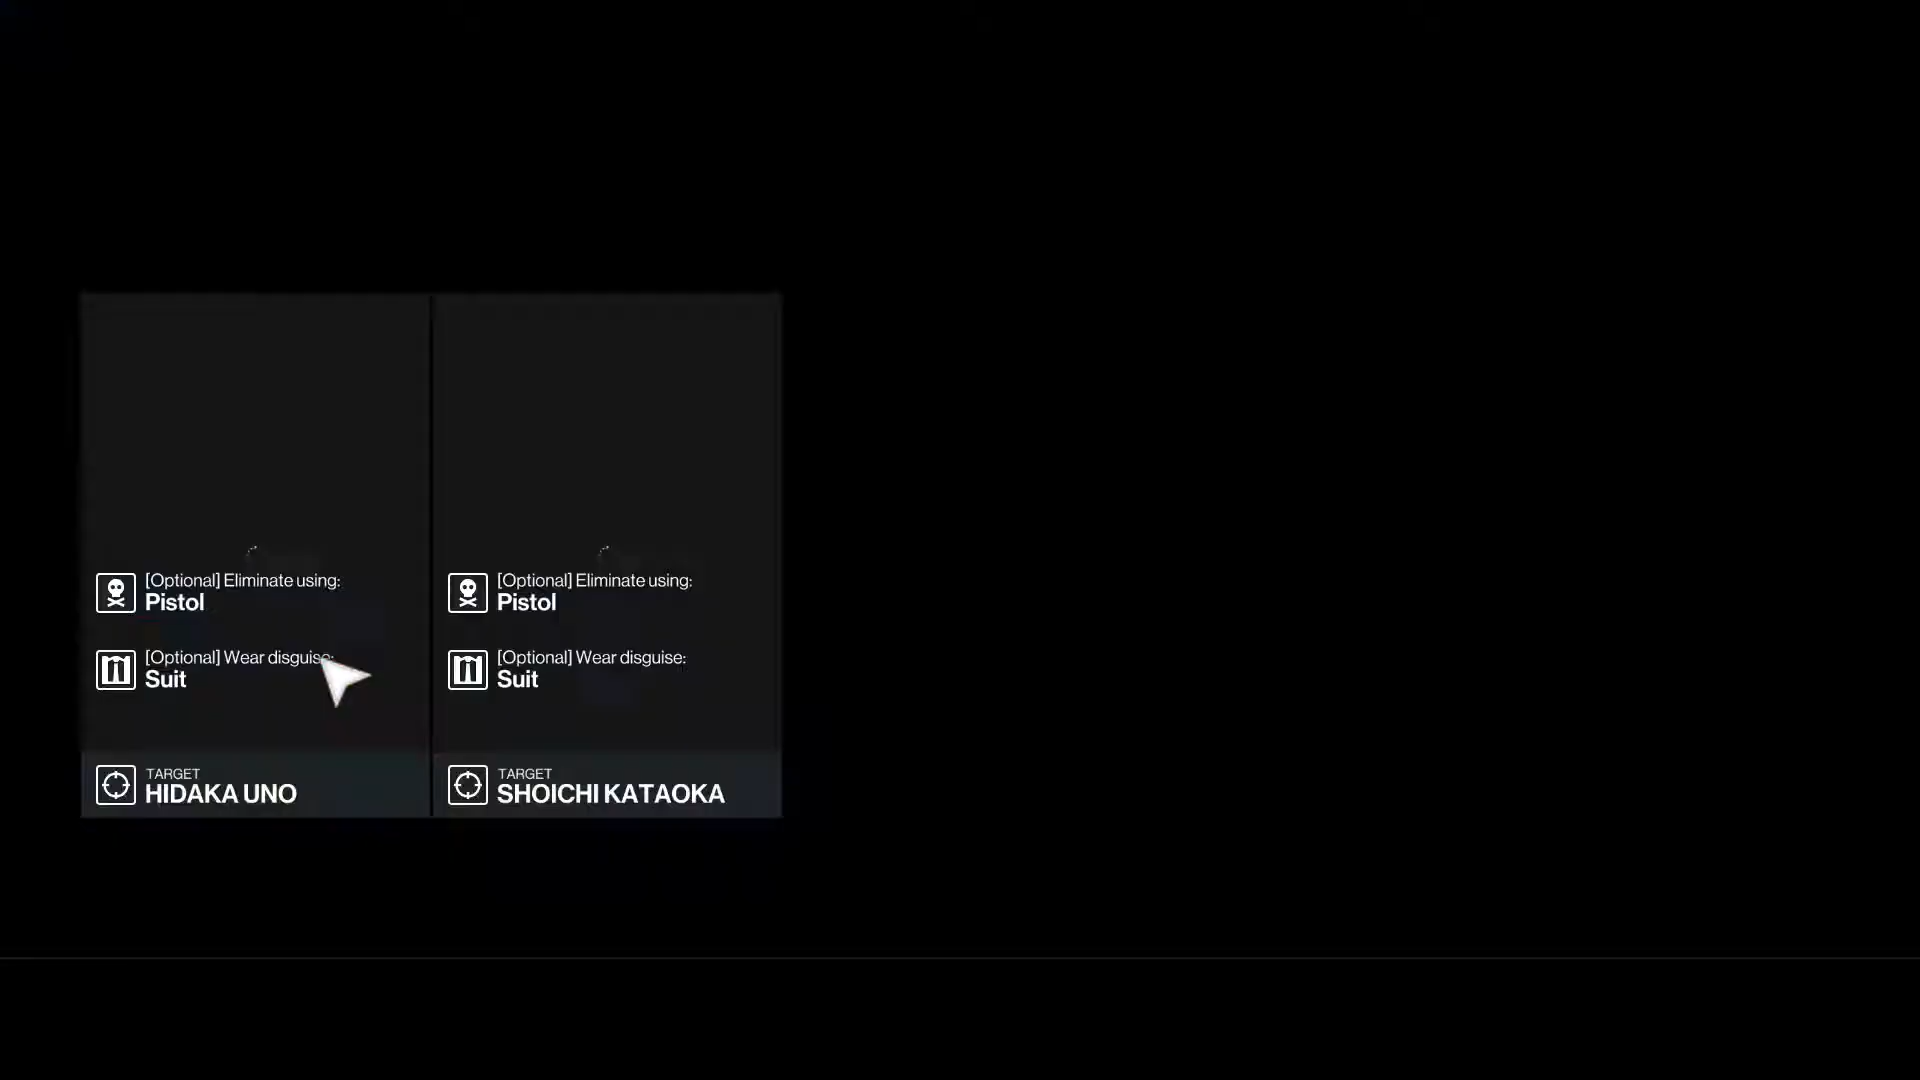 [Optional] Eliminate using:
Pistol
[Optional] Wear disguise:
Suit
TARGET
HIDAKA UNO
[Optional] Eliminate using:
Pistol
[Optional] Wear disguise:
Suit
TARGET
SHOICHI KATAOKA